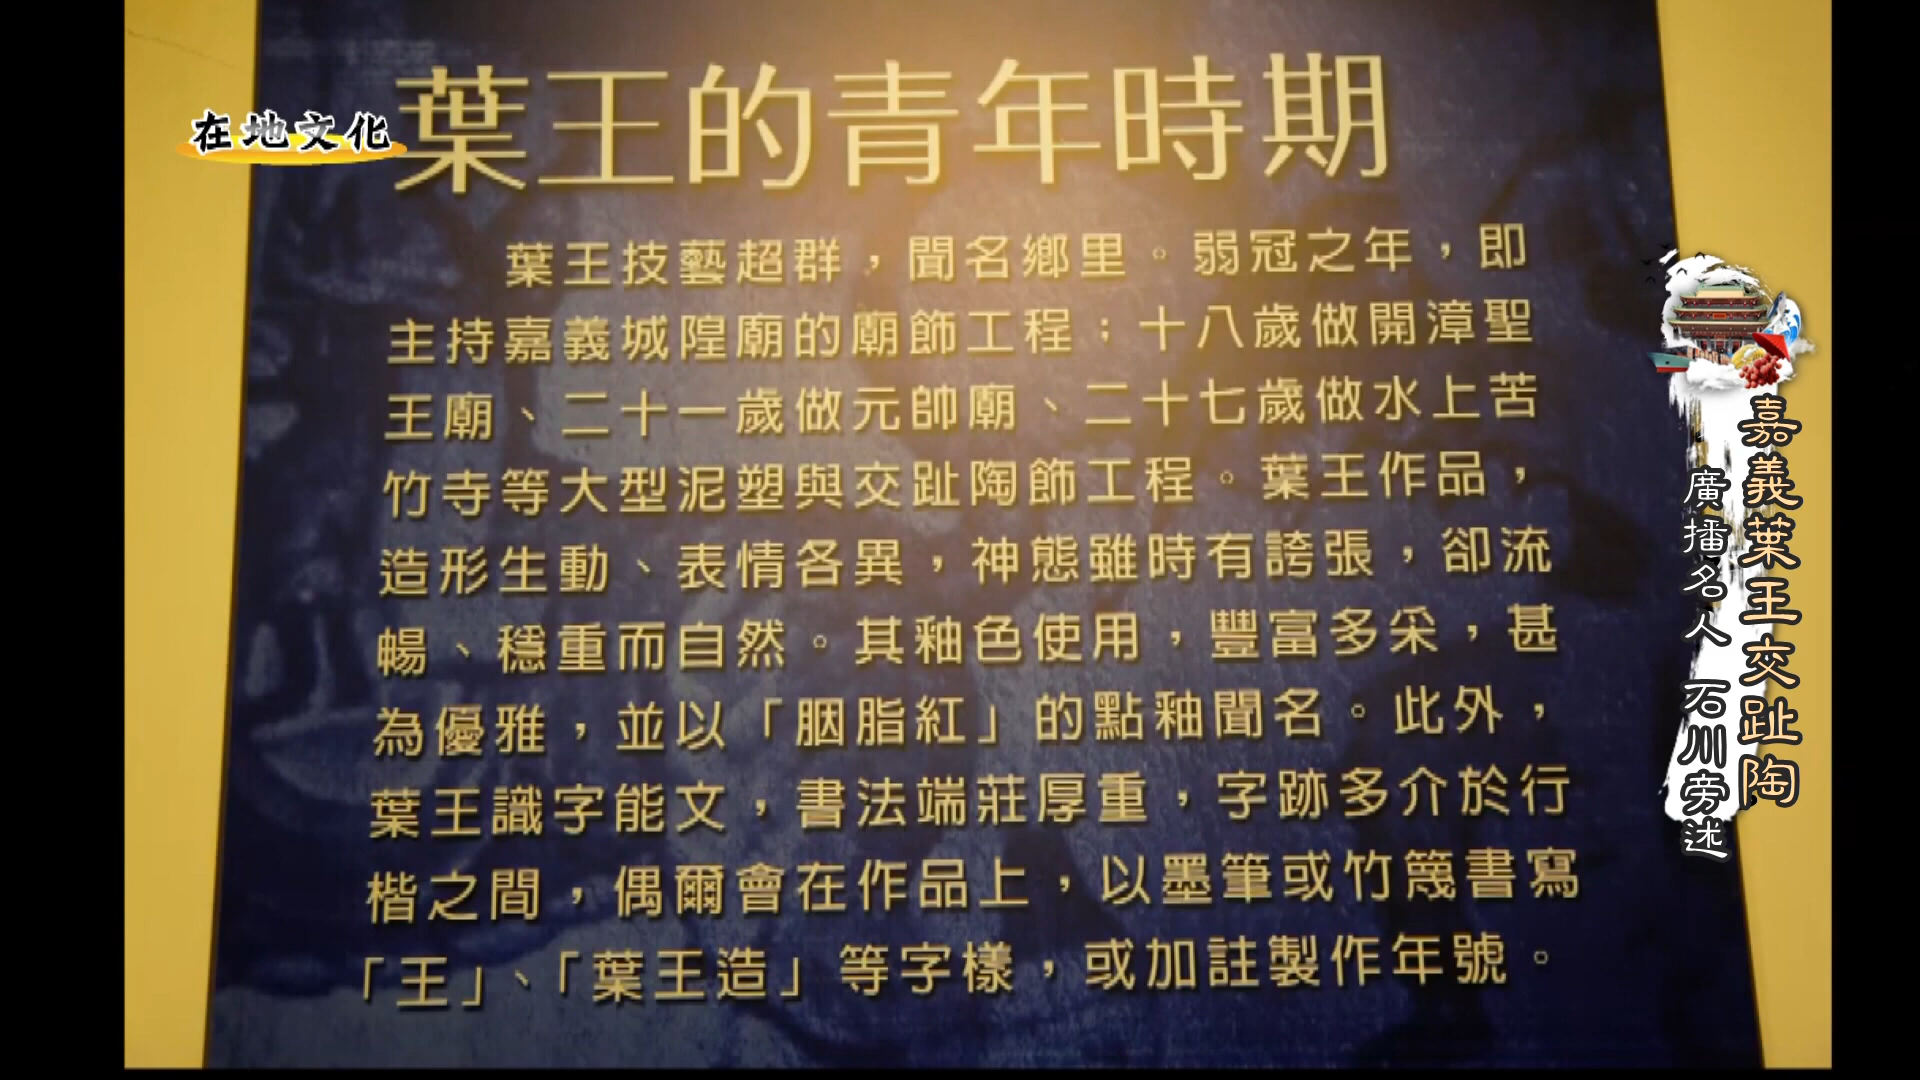 在地文化
葉王的青年時期
葉王技藝超群，聞名鄉里。弱冠之年，即
主持嘉義城隍廟的廟飾工程；十八歲做開漳聖
王廟、二十一歲做元帥廟、二十七歲做水上苦
竹寺等大型泥塑與交趾陶飾工程。葉王作品，
造形生動、表情各異，神態雖時有誇張，卻流
暢、穩重而自然。其釉色使用，豐富多采，甚
為優雅，並以「胭脂紅」的點釉聞名。此外，
葉王識字能文，書法端莊厚重，字跡多介於行
楷之間，偶爾會在作品上，以墨筆或竹篾書寫
「王」、「葉王造」等字樣，或加註製作年號。
嘉義葉王交趾陶
廣播名人 石川旁述